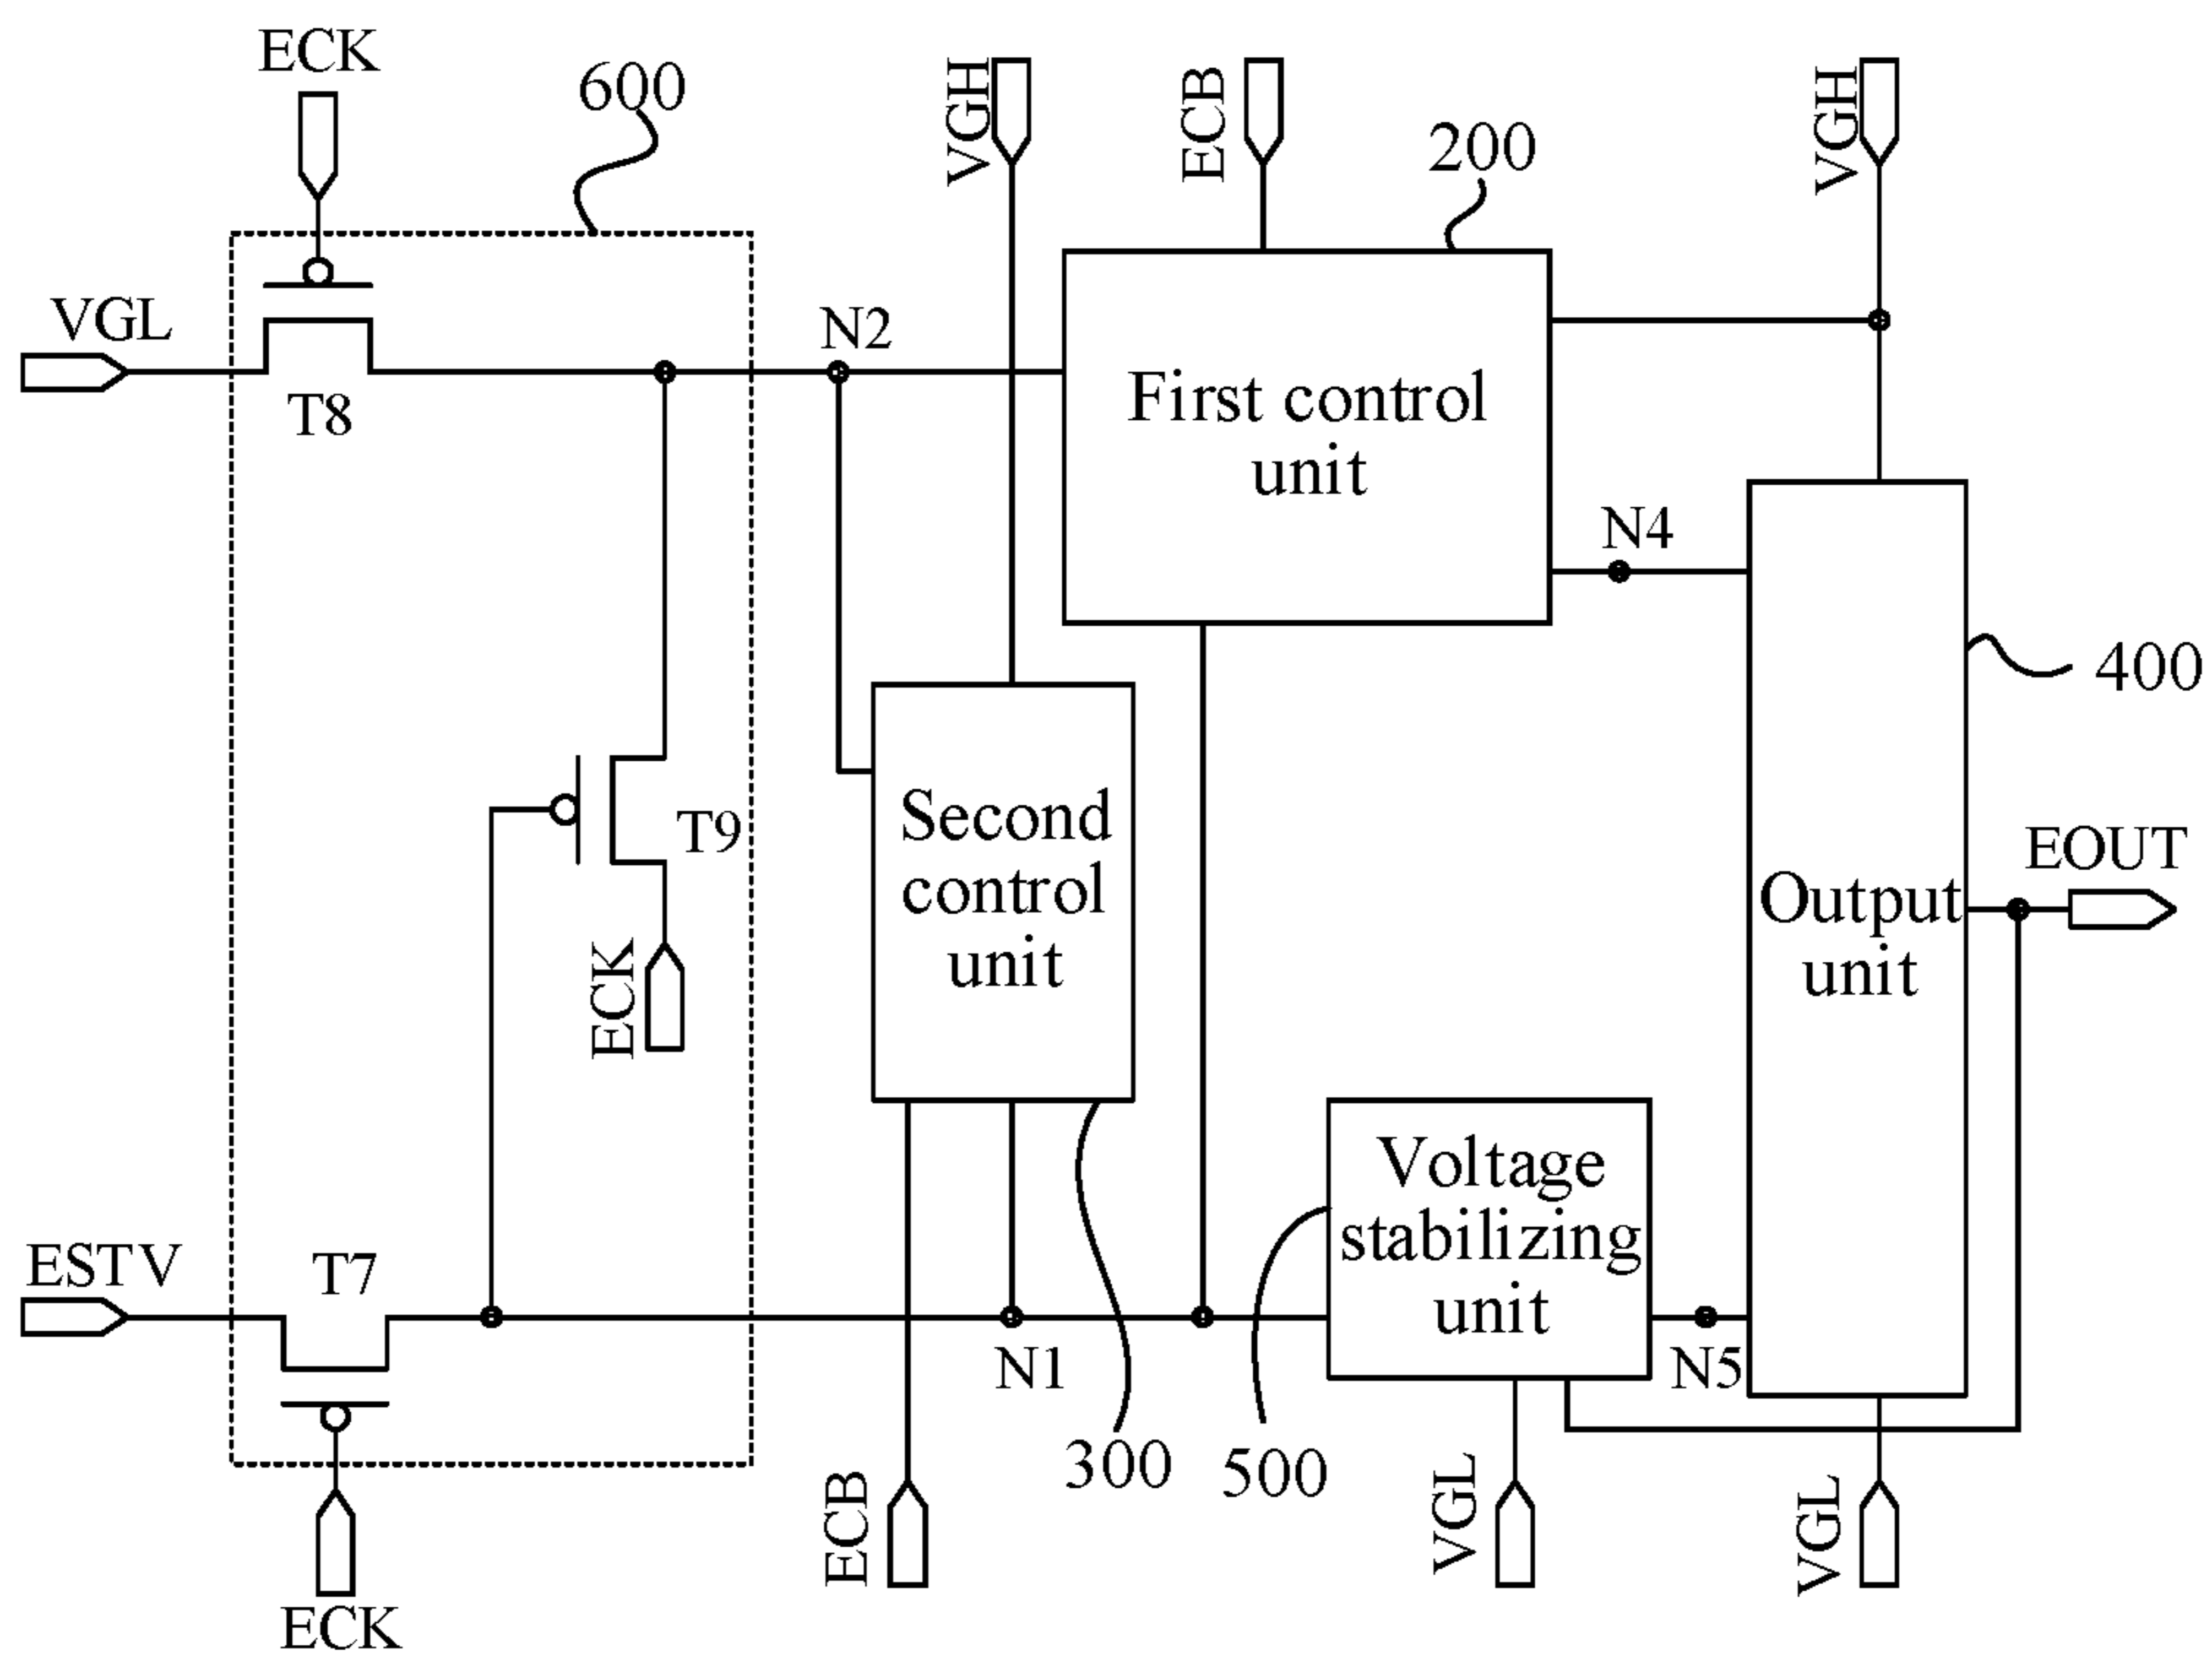 ECK
600
VGH
ECB
200
VGH
VGL
T8
N2
First control
unit
N4
400
Second
control
unit
T9
ECK
EOUT
Output
unit
Voltage
stabilizing
unit
ESTV
T7
N1
N5
300
500
ECB
VGL
VGL
ECK